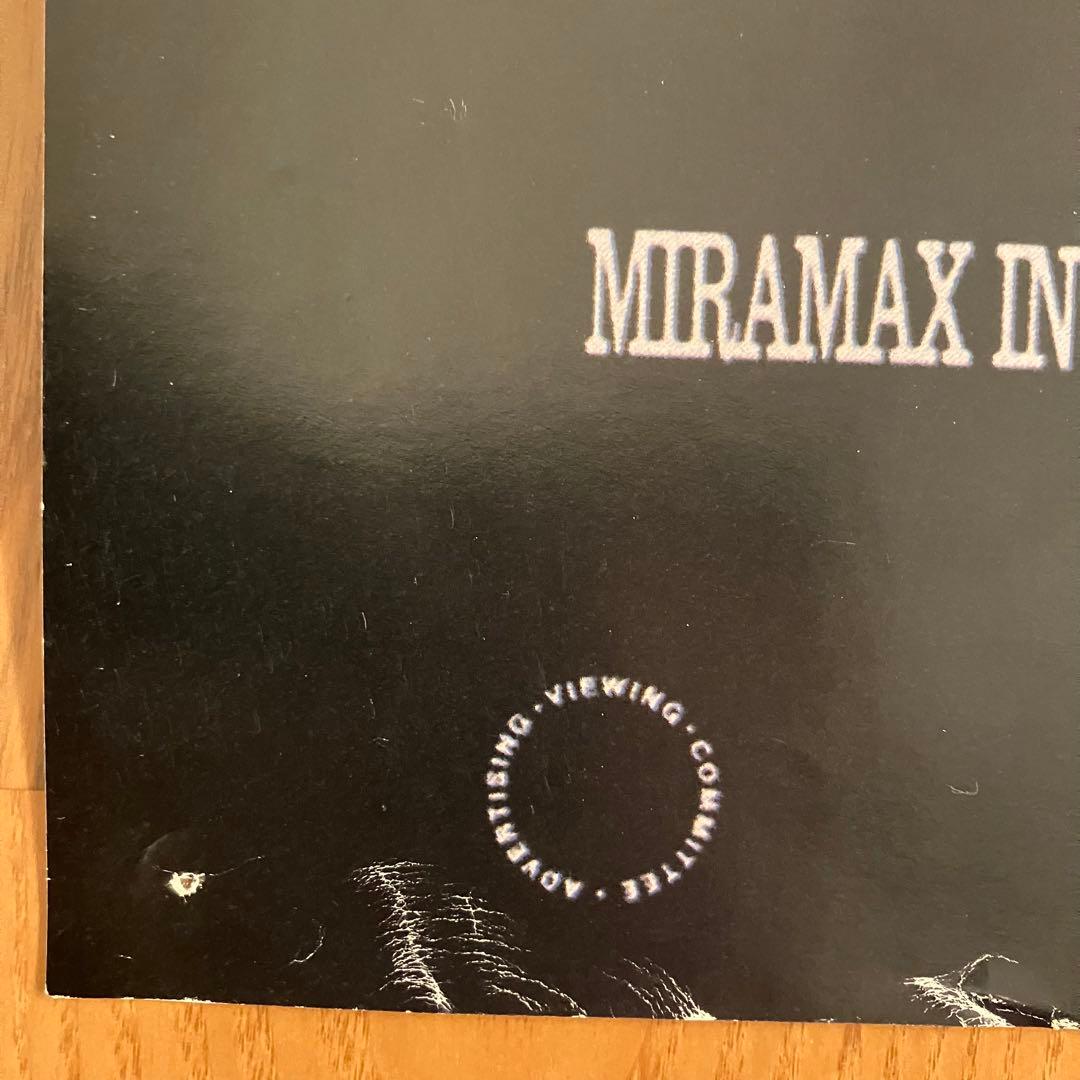 MIRAMAX IN
ADVERTISING · VIEWING · COMMITTEE ·